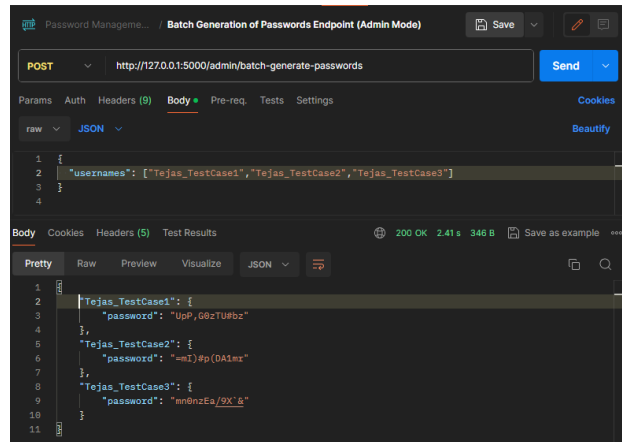 HTTP Password Manageme... / Batch Generation of Passwords Endpoint (Admin Mode) Save
POST http://127.0.0.1:5000/admin/batch-generate-passwords Send
Params Auth Headers (9) Body Pre-req. Tests Settings Cookies
raw JSON Beautify
1 {
2 "usernames": ["Tejas_TestCase1","Tejas_TestCase2","Tejas_TestCase3"]
3 }
4
Body Cookies Headers (5) Test Results 200 OK 2.41 s 346 B Save as example
Pretty Raw Preview Visualize JSON
1 {
2 "Tejas_TestCase1": {
3 "password": "UpP,G0zTU#bz"
4 },
5 "Tejas_TestCase2": {
6 "password": "=mI)#p(DA1mr"
7 },
8 "Tejas_TestCase3": {
9 "password": "mn0nzEa/9X`&"
10 }
11 }